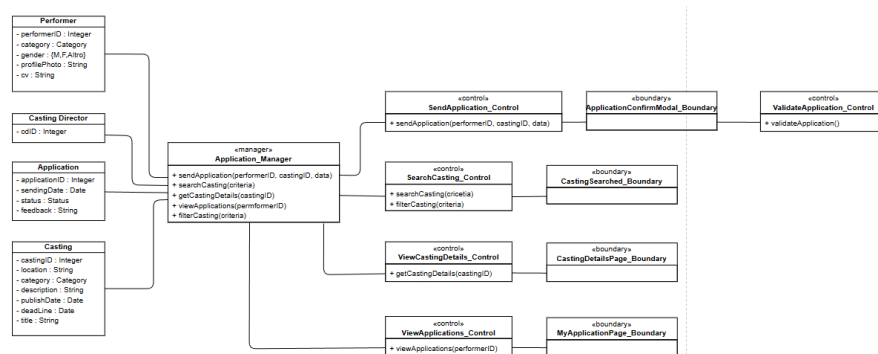 Performer
- performerID : Integer
- category : Category
- gender : {M,F,Altro}
- profilePhoto : String
- cv : String
Casting Director
- cdID : Integer
Application
- applicationID : Integer
- sendingDate : Date
- status : Status
- feedback : String
Casting
- castingID : Integer
- location : String
- category : Category
- description : String
- publishDate : Date
- deadLine : Date
- title : String
«manager»
Application_Manager
+ sendApplication(performerID, castingID, data)
+ searchCasting(criteria)
+ getCastingDetails(castingID)
+ viewApplications(permformerID)
+ filterCasting(criteria)
«control»
SendApplication_Control
+ sendApplication(performerID, castingID, data)
«boundary»
ApplicationConfirmModal_Boundary
«control»
ValidateApplication_Control
+ validateApplication()
«control»
SearchCasting_Control
+ searchCasting(cricetia)
+ filterCasting(criteria)
«boundary»
CastingSearched_Boundary
«control»
ViewCastingDetails_Control
+ getCastingDetails(castingID)
«boundary»
CastingDetailsPage_Boundary
«control»
ViewApplications_Control
+ viewApplications(performerID)
«boundary»
MyApplicationPage_Boundary